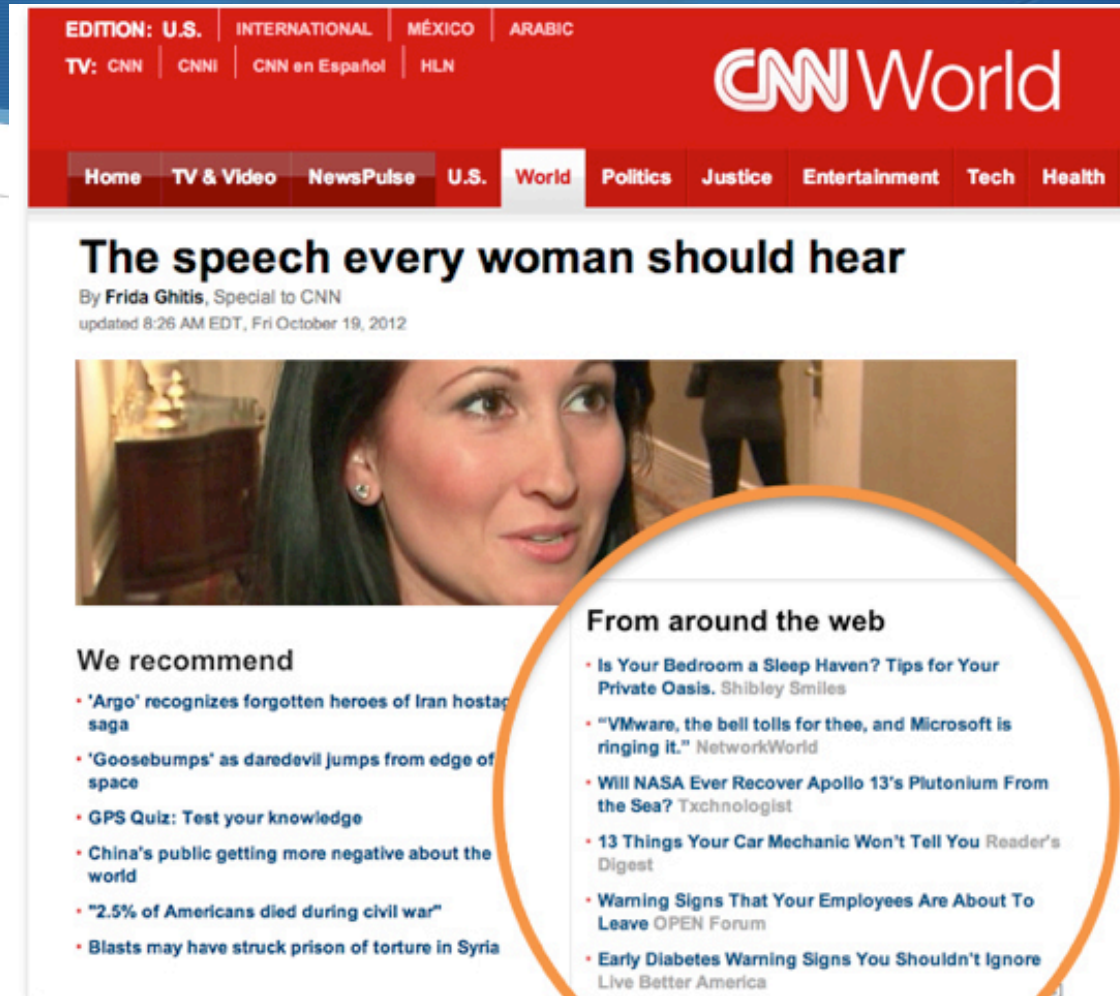 EDITION: U.S. INTERNATIONAL MÉXICO ARABIC
TV: CNN CNNI CNN en Español HLN
CNN World
Home TV & Video NewsPulse U.S. World Politics Justice Entertainment Tech Health
The speech every woman should hear
By Frida Ghitis, Special to CNN
updated 8:26 AM EDT, Fri October 19, 2012
We recommend
'Argo' recognizes forgotten heroes of Iran
saga
'Goosebumps' as daredevil jumps from edge of
space
GPS Quiz: Test your knowledge
China's public getting more negative about the
world
"2.5% of Americans died during civil war"
Blasts may have struck prison of torture in Syria
From around the web
Is Your Bedroom a Sleep Haven? Tips for Your
Private Oasis. Shibley Smiles
“VMware, the bell tolls for thee, and Microsoft is
ringing it.” NetworkWorld
Will NASA Ever Recover Apollo 13's Plutonium From
the Sea? Txchnologist
13 Things Your Car Mechanic Won't Tell You Reader's
Digest
Warning Signs That Your Employees Are About To
Leave OPEN Forum
Early Diabetes Warning Signs You Shouldn't Ignore
Live Better America